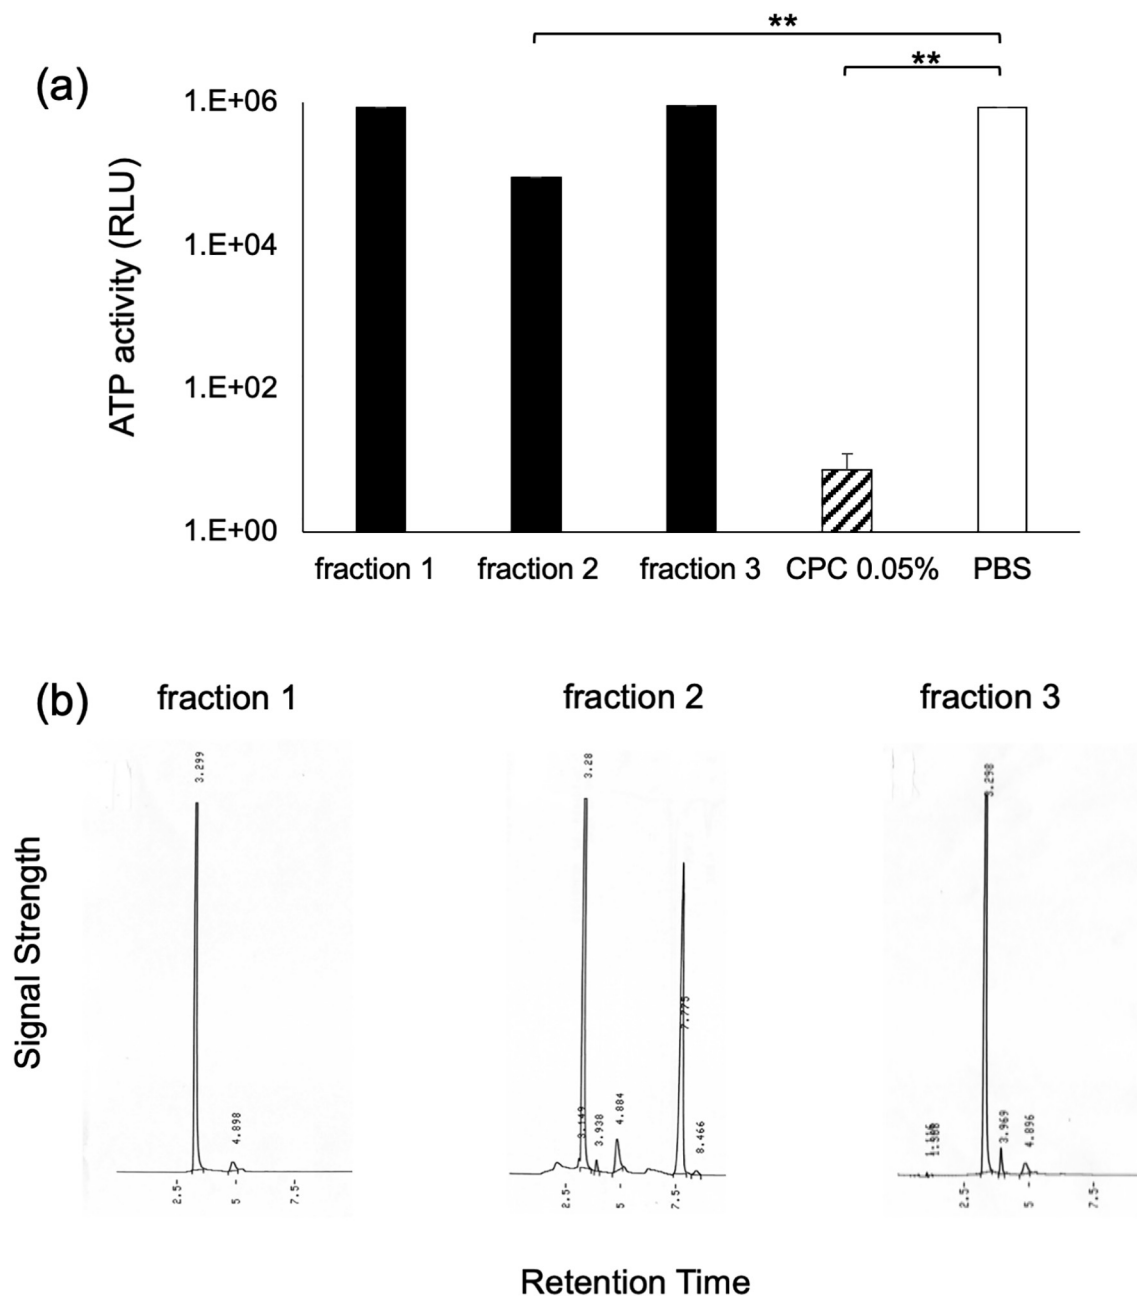 (a)
**
**
ATP activity (RLU)
1.E+06
1.E+04
1.E+02
1.E+00
fraction 1 fraction 2 fraction 3 CPC 0.05% PBS
(b)
fraction 1 fraction 2 fraction 3
Signal Strength
3.299
4.898
2.5-
5 -
7.5-
3.28
3.149
3.938
4.884
7.775
8.466
2.5-
5 -
7.5-
1.116
3.298
3.969
4.896
2.5-
5 -
7.5-
Retention Time